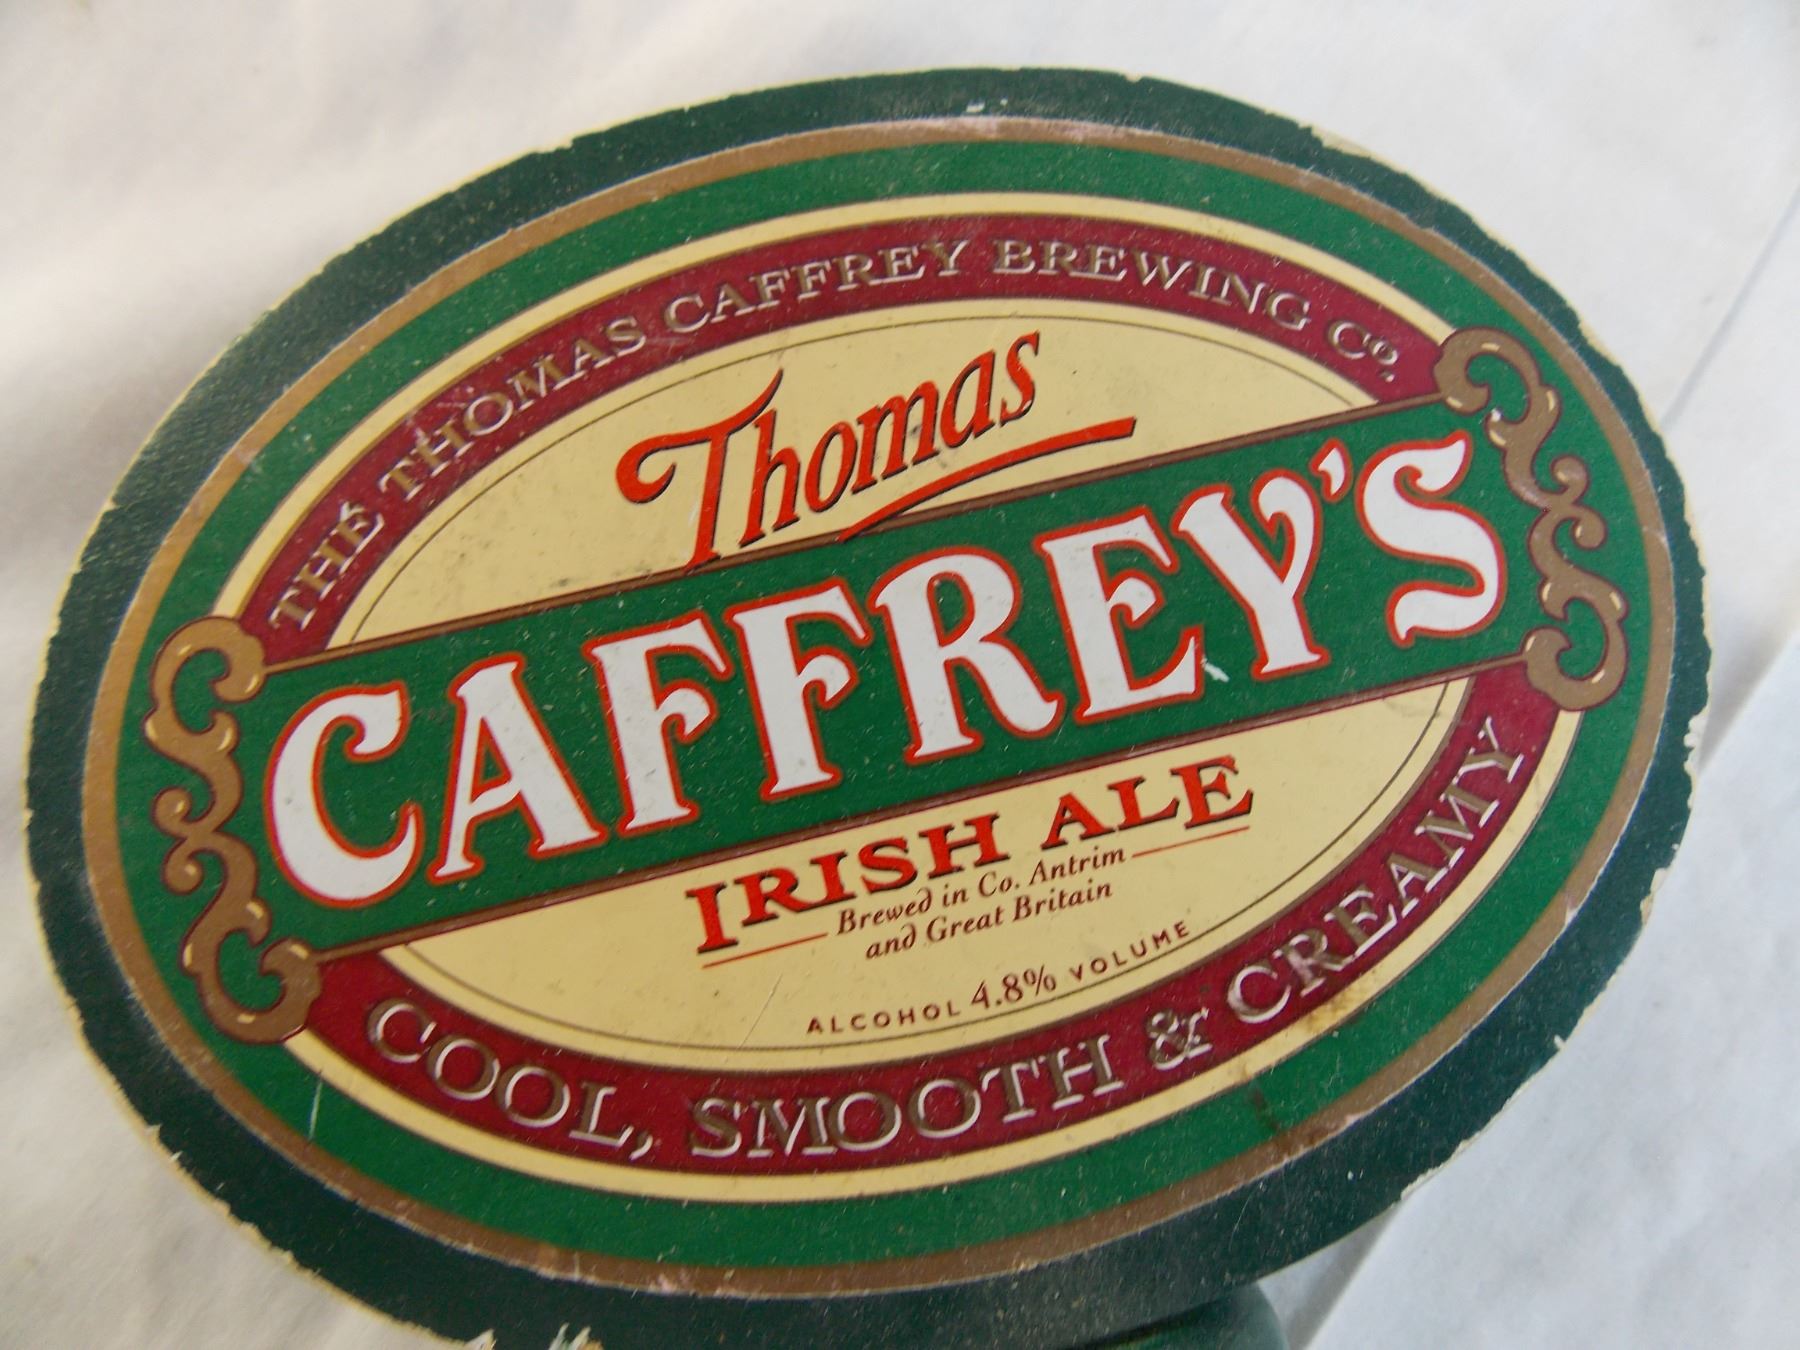 THE THOMAS CAFFREY BREWING Co.
Thomas
CAFFREY'S
IRISH ALE
Brewed in Co. Antrim
and Great Britain
ALCOHOL 4.8% VOLUME
COOL, SMOOTH & CREAMY